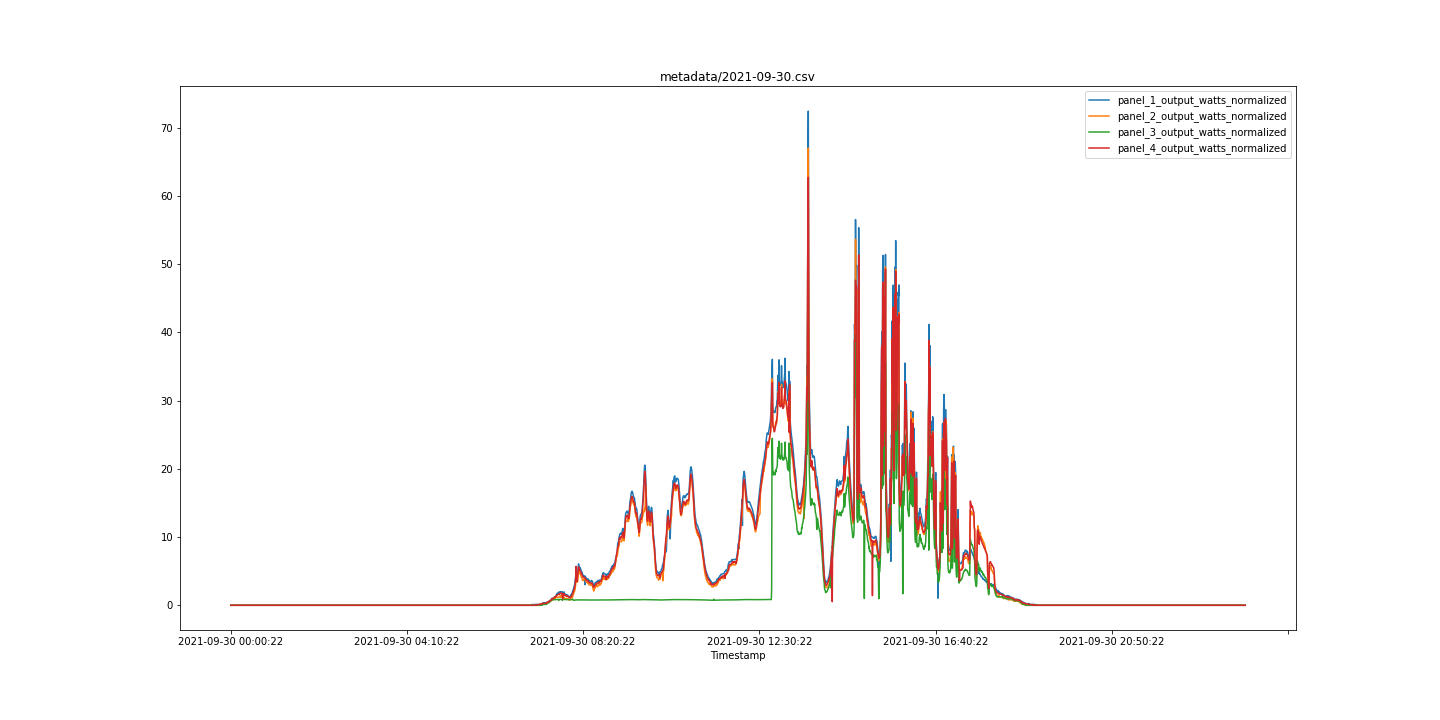 metadata/2021-09-30.csv
panel_1_output_watts_normalized
panel_2_output_watts_normalized
panel_3_output_watts_normalized
panel_4_output_watts_normalized
70
60
50
40
30
20
10
0
2021-09-30 00:00:22
2021-09-30 04:10:22
2021-09-30 08:20:22
2021-09-30 12:30:22
2021-09-30 16:40:22
2021-09-30 20:50:22
Timestamp